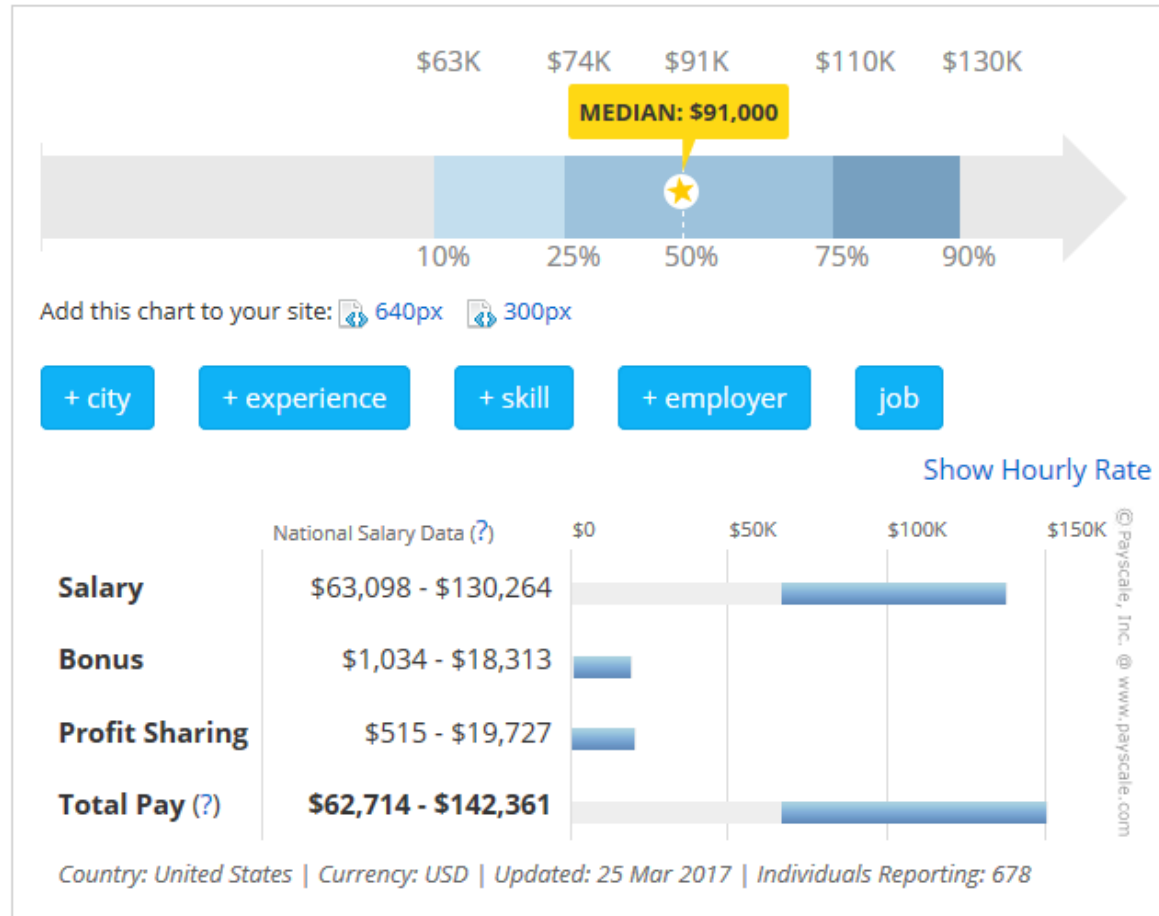 $63K $74K $91K $110K $130K
MEDIAN: $91,000
10% 25% 50% 75% 90%
Add this chart to your site: 640px 300px
+ city + experience + skill + employer job
Show Hourly Rate
National Salary Data (?) $0 $50K $100K $150K
Salary $63,098 - $130,264
Bonus $1,034 - $18,313
Profit Sharing $515 - $19,727
Total Pay (?) $62,714 - $142,361
© Payscale, Inc. @ www.payscale.com
Country: United States | Currency: USD | Updated: 25 Mar 2017 | Individuals Reporting: 678